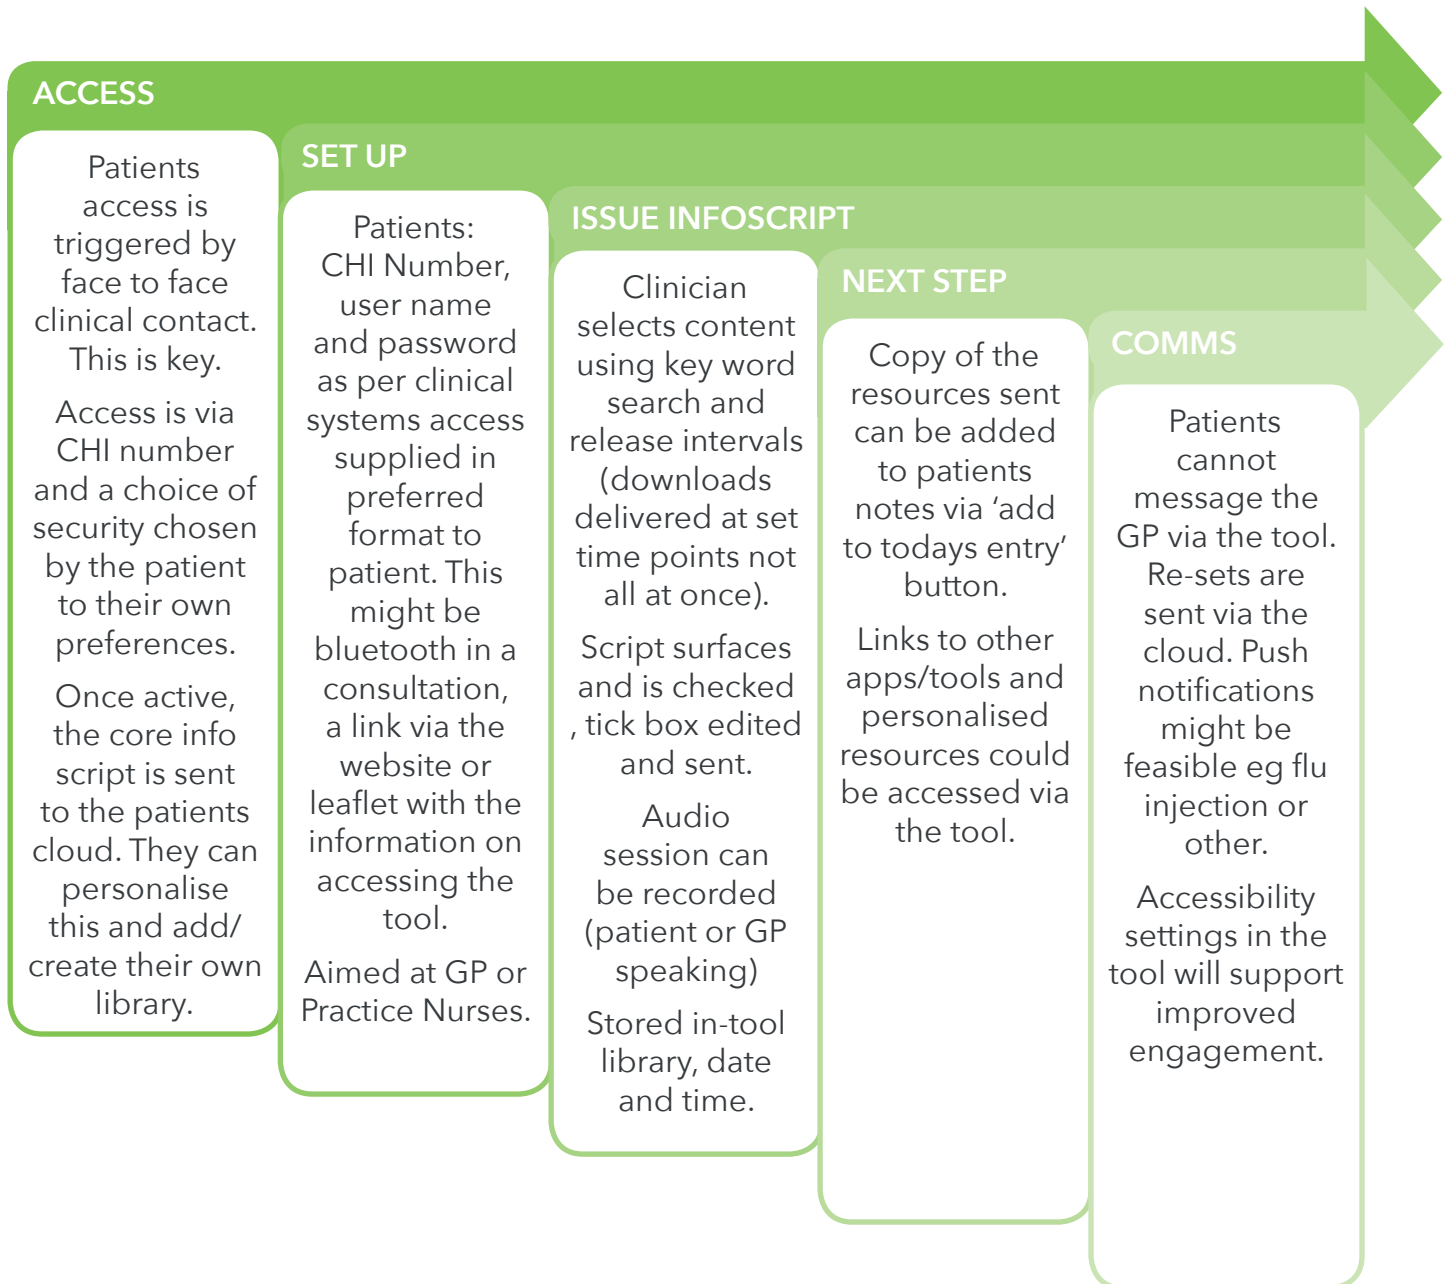 ACCESS
Patients
access is
triggered by
face to face
clinical contact.
This is key.
Access is via
CHI number
and a choice of
security chosen
by the patient
to their own
preferences.
Once active,
the core info
script is sent
to the patients
cloud. They can
personalise
this and add/
create their own
library.
SET UP
Patients:
CHI Number,
user name
and password
as per clinical
systems access
supplied in
preferred
format to
patient. This
might be
bluetooth in a
consultation,
a link via the
website or
leaflet with the
information on
accessing the
tool.
Aimed at GP or
Practice Nurses.
ISSUE INFOSCRIPT
Clinician
selects content
using key word
search and
release intervals
(downloads
delivered at set
time points not
all at once).
Script surfaces
and is checked
, tick box edited
and sent.
Audio
session can
be recorded
(patient or GP
speaking)
Stored in-tool
library, date
and time.
NEXT STEP
Copy of the
resources sent
can be added
to patients
notes via ‘add
to todays entry’
button.
Links to other
apps/tools and
personalised
resources could
be accessed via
the tool.
COMMS
Patients
cannot
message the
GP via the tool.
Re-sets are
sent via the
cloud. Push
notifications
might be
feasible eg flu
injection or
other.
Accessibility
settings in the
tool will support
improved
engagement.